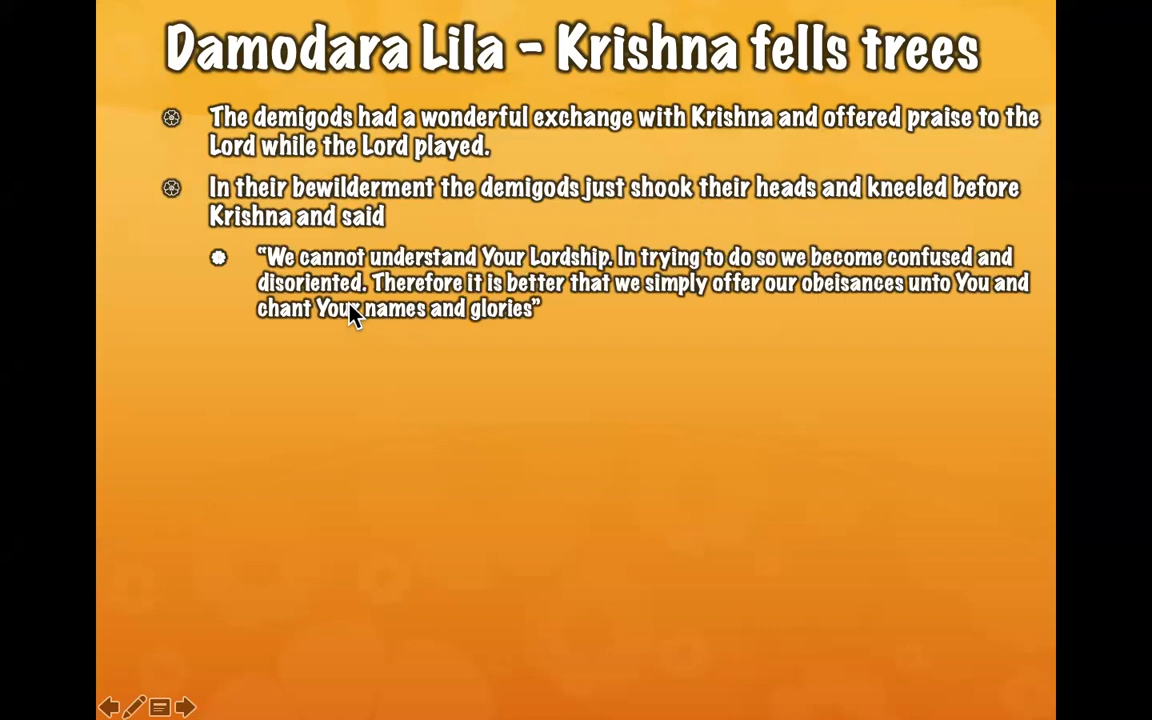 Damodara Lila - Krishna fells trees
The demigods had a wonderful exchange with Krishna and offered praise to the
Lord while the Lord played.
In their bewilderment the demigods just shook their heads and kneeled before
Krishna and said
“We cannot understand Your Lordship. In trying to do so we become confused and
disoriented. Therefore it is better that we simply offer our obeisances unto You and
chant Your names and glories”